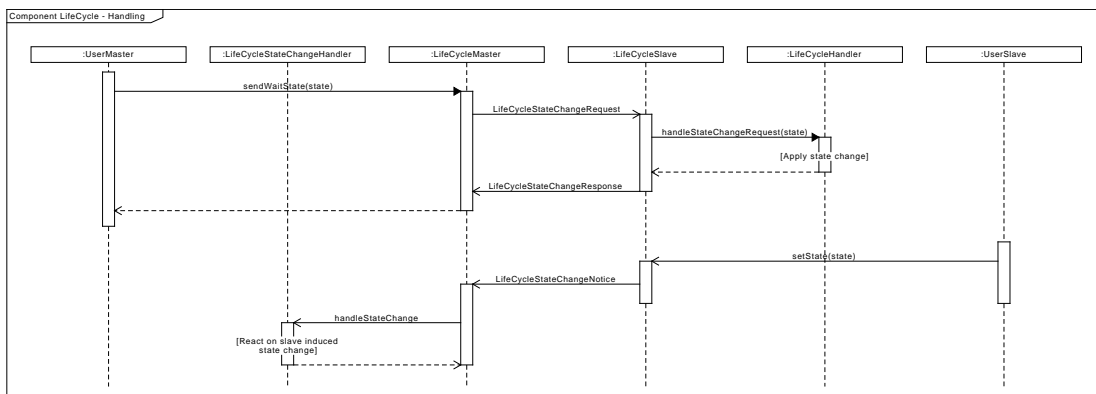 Component LifeCycle - Handling
:UserMaster
:LifeCycleStateChangeHandler
:LifeCycleMaster
:LifeCycleSlave
:LifeCycleHandler
:UserSlave
sendWaitState(state)
LifeCycleStateChangeRequest
handleStateChangeRequest(state)
[Apply state change]
LifeCycleStateChangeResponse
setState(state)
LifeCycleStateChangeNotice
handleStateChange
[React on slave induced
state change]